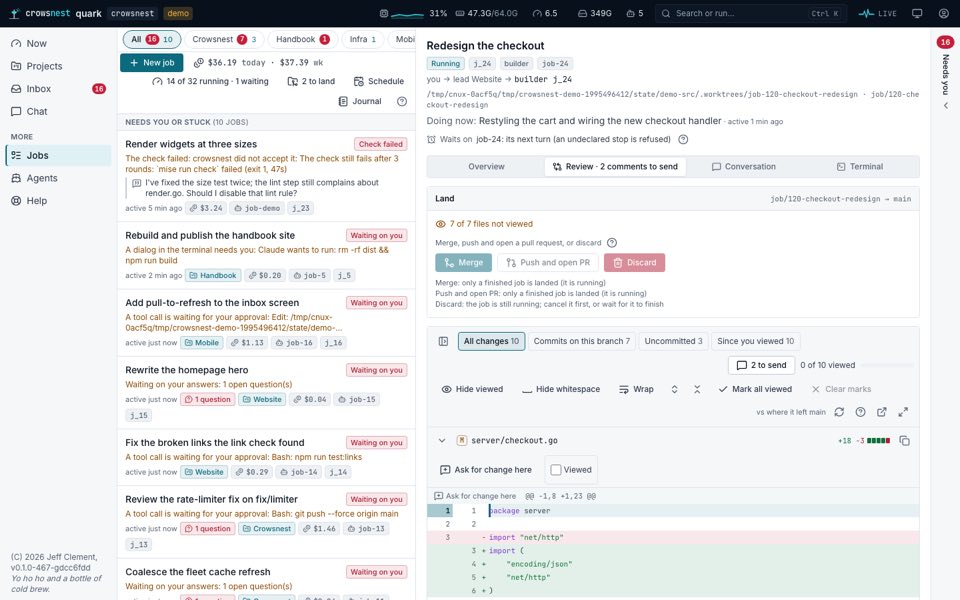 crowsnest quark crowsnest demo
31% 47.3G/64.0G 6.5 349G 5 Search or run... Ctrl K LIVE
Now
Projects
Inbox 16
Chat
MORE
Jobs
Agents
Help
(C) 2026 Jeff Clement,
v0.1.0-467-gdcc6fdd
Yo ho ho and a bottle of
cold brew.
All 16 10 Crowsnest 7 3 Handbook 1 Infra 1 Mobi
New job $36.19 today · $37.39 wk
14 of 32 running · 1 waiting 2 to land Schedule
Journal
NEEDS YOU OR STUCK (10 JOBS)
Render widgets at three sizes Check failed
The check failed: crowsnest did not accept it: The check still fails after 3
rounds: `mise run check` failed (exit 1, 47s)
I've fixed the size test twice; the lint step still complains about
render.go. Should I disable that lint rule?
active 5 min ago $3.24 job-demo j_23
Rebuild and publish the handbook site Waiting on you
A dialog in the terminal needs you: Claude wants to run: rm -rf dist &&
npm run build
active 2 min ago Handbook $0.20 job-5 j_5
Add pull-to-refresh to the inbox screen Waiting on you
A tool call is waiting for your approval: Edit: /tmp/cnux-
0acf5q/tmp/crowsnest-demo-1995496412/state/demo-...
active just now Mobile $1.13 job-16 j_16
Rewrite the homepage hero Waiting on you
Waiting on your answers: 1 open question(s)
active just now 1 question Website $0.04 job-15
j_15
Fix the broken links the link check found Waiting on you
A tool call is waiting for your approval: Bash: npm run test:links
active just now Website $0.29 job-14 j_14
Review the rate-limiter fix on fix/limiter Waiting on you
A tool call is waiting for your approval: Bash: git push --force origin main
active just now 1 question Crowsnest $1.46 job-13
j_13
Coalesce the fleet cache refresh Waiting on you
Waiting on your answers: 1 open question(s)
Redesign the checkout
Running j_24 builder job-24
you → lead Website → builder j_24
/tmp/cnux-0acf5q/tmp/crowsnest-demo-1995496412/state/demo-src/.worktrees/job-120-checkout-redesign · job/120-che
ckout-redesign
Doing now: Restyling the cart and wiring the new checkout handler · active 1 min ago
Waits on job-24: its next turn (an undeclared stop is refused)
Overview Review · 2 comments to send Conversation Terminal
Land job/120-checkout-redesign → main
7 of 7 files not viewed
Merge, push and open a pull request, or discard
Merge Push and open PR Discard
Merge: only a finished job is landed (it is running)
Push and open PR: only a finished job is landed (it is running)
Discard: the job is still running; cancel it first, or wait for it to finish
All changes 10 Commits on this branch 7 Uncommitted 3 Since you viewed 10
2 to send 0 of 10 viewed
Hide viewed Hide whitespace Wrap Mark all viewed Clear marks
vs where it left main
M server/checkout.go +18 -3
Ask for change here Viewed
Ask for change here @@ -1,8 +1,23 @@
1 1 package server
2 2
3 - import "net/http"
3 + import (
4 + "encoding/json"
5 + "net/http"
6 + )
16
Needs you